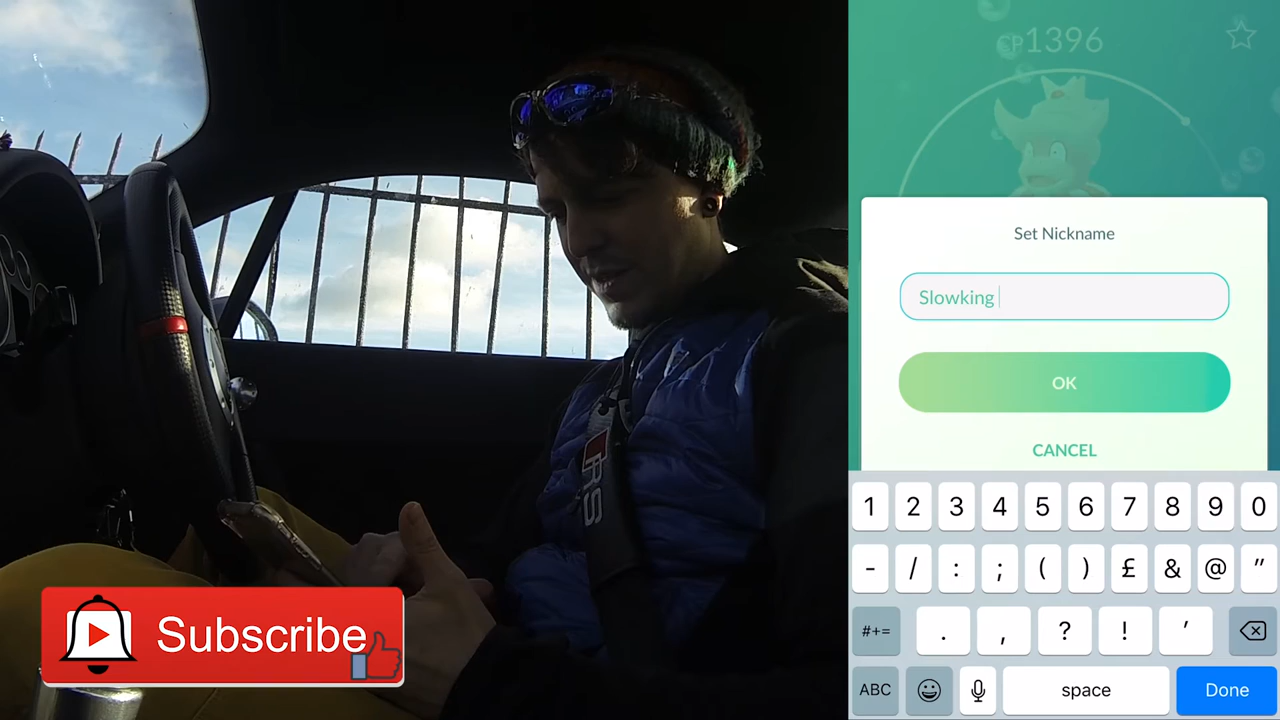 CP1396
Set Nickname
Slowking
OK
CANCEL
1 2 3 4 5 6 7 8 9 0
- / : ; ( ) £ & @ "
#+= . , ? ! '
ABC space Done
RS
Subscribe